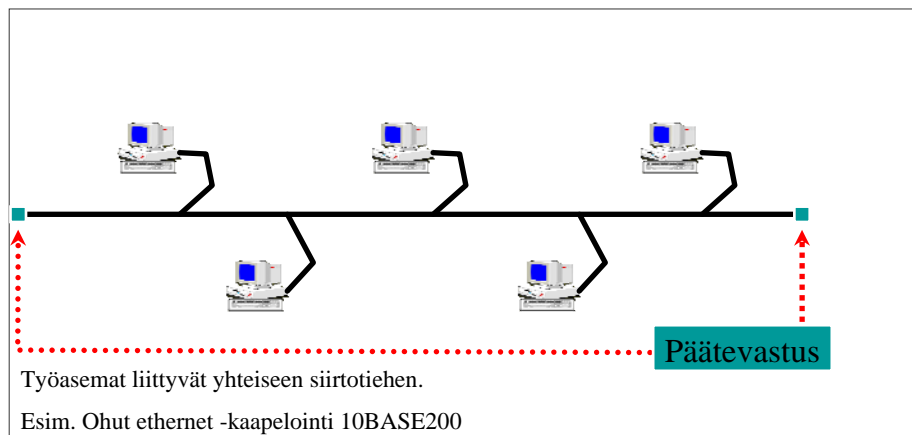 Päätevastus
Työasemat liittyvät yhteiseen siirtotiehen.
Esim. Ohut ethernet -kaapelointi 10BASE200